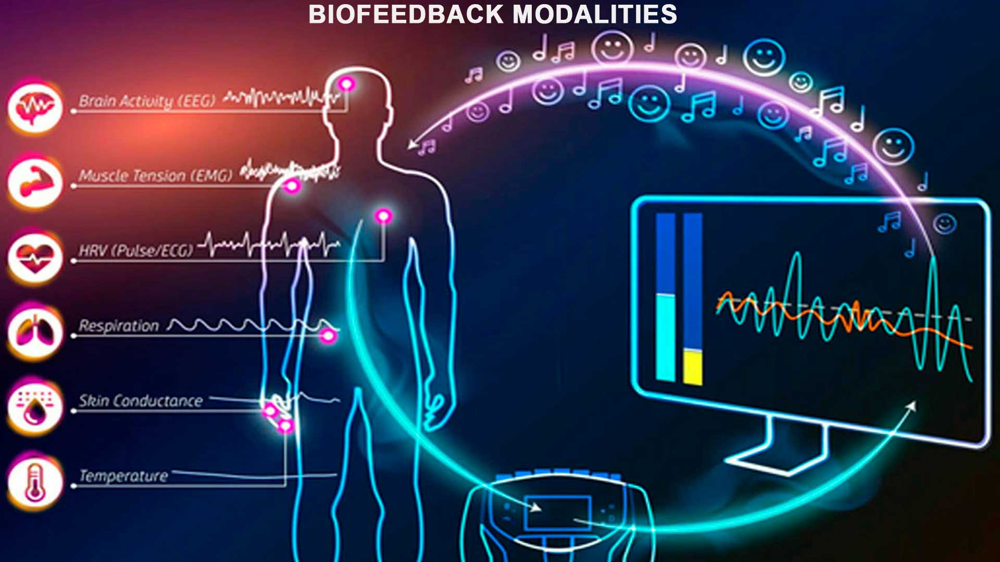 BIOFEEDBACK MODALITIES
Brain Activity (EEG)
Muscle Tension (EMG)
HRV (Pulse/ECG)
Respiration
Skin Conductance
Temperature